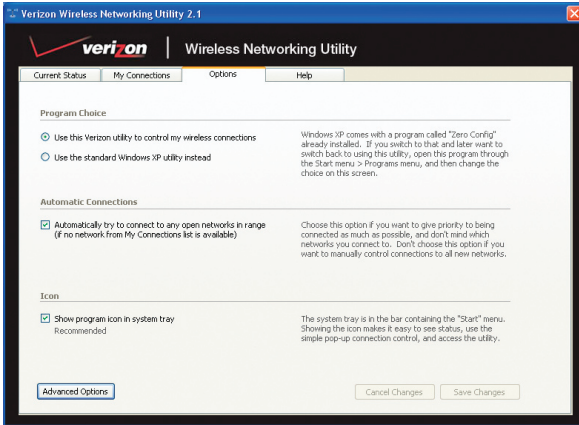 Verizon Wireless Networking Utility 2.1
verizon | Wireless Networking Utility
Current Status My Connections Options Help
Program Choice
Use this Verizon utility to control my wireless connections
Use the standard Windows XP utility instead
Windows XP comes with a program called "Zero Config"
already installed. If you switch to that and later want to
switch back to using this utility, open this program through
the Start menu > Programs menu, and then change the
choice on this screen.
Automatic Connections
Automatically try to connect to any open networks in range
(if no network from My Connections list is available)
Choose this option if you want to give priority to being
connected as much as possible, and don't mind which
networks you connect to. Don't choose this option if you
want to manually control connections to all new networks.
Icon
Show program icon in system tray
Recommended
The system tray is in the bar containing the "Start" menu.
Showing the icon makes it easy to see status, use the
simple pop-up connection control, and access the utility.
Advanced Options
Cancel Changes
Save Changes